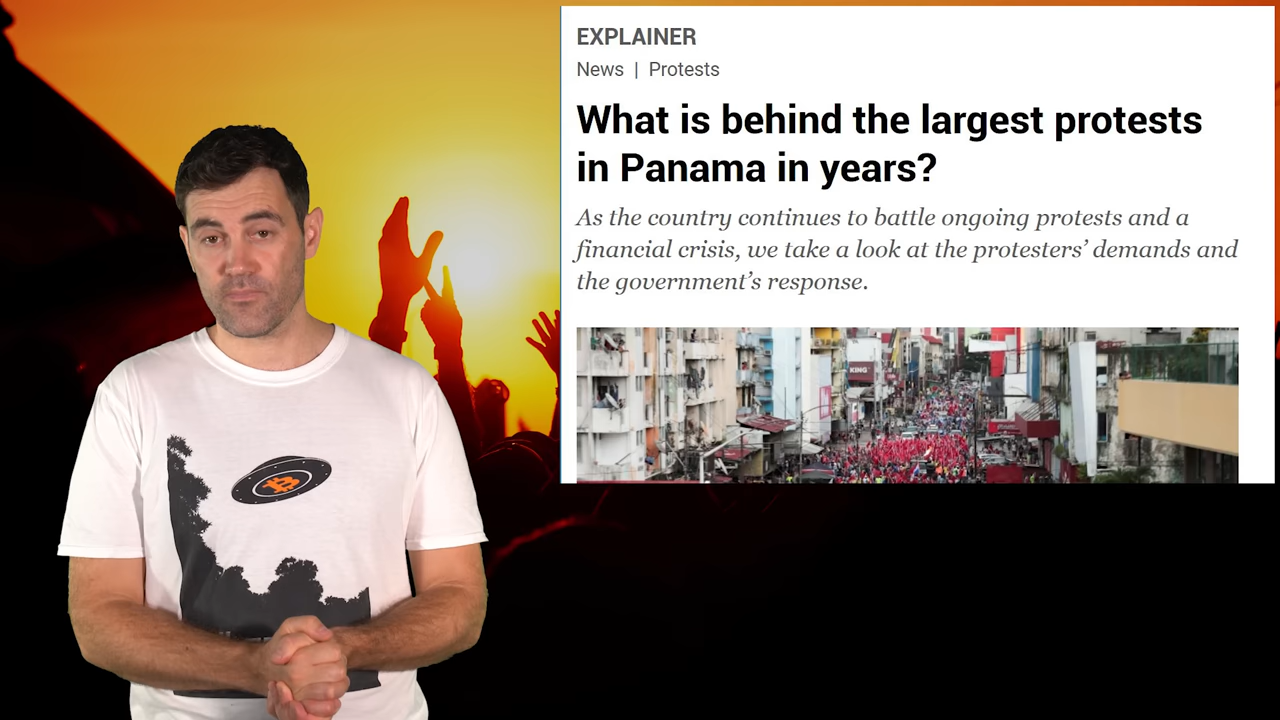 EXPLAINER
News | Protests
What is behind the largest protests
in Panama in years?
As the country continues to battle ongoing protests and a
financial crisis, we take a look at the protesters' demands and
the government's response.
KING